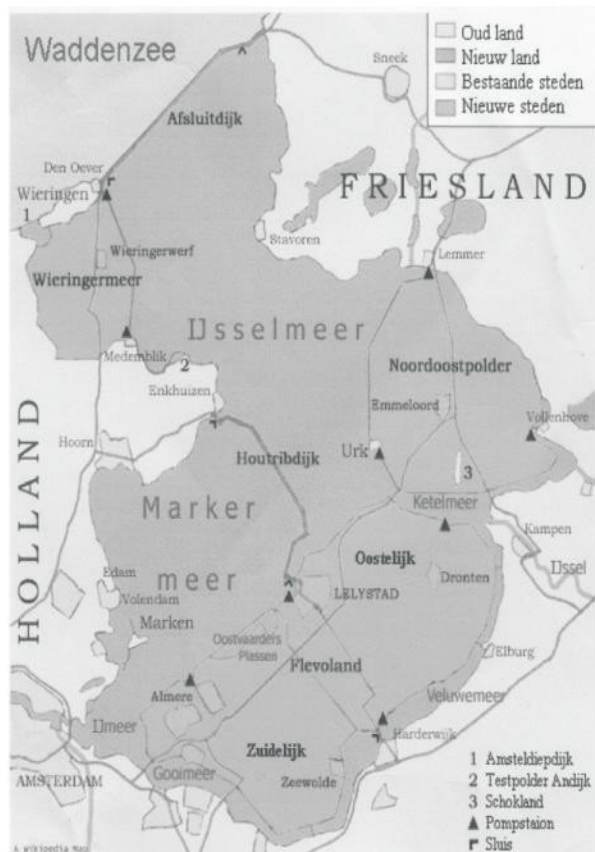 Waddenzee
Oud land
Nieuw land
Bestaande steden
Nieuwe steden
Sneek
Afsluitdijk
Den Oever
Wieringen
FRIESLAND
1
Stavoren
Wieringerwerf
Lemmer
Wieringermeer
IJsselmeer
Medemblik
2
Noordoostpolder
Enkhuizen
Emmeloord
Vollenhove
HOLLAND
Hoorn
Houtribdijk
Urk
3
Marker
meer
Ketelmeer
Kampen
Oostelijk
IJssel
Edam
Volendam
Dronten
LELYSTAD
Marken
Oostvaarders
Plassen
Flevoland
Elburg
Almere
Veluwemeer
IJmeer
Harderwijk
Zuidelijk
AMSTERDAM
Gooimeer
Zeewolde
1 Amsteldiepdijk
2 Testpolder Andijk
3 Schokland
Pompstaion
Sluis
A Wikipedia Map